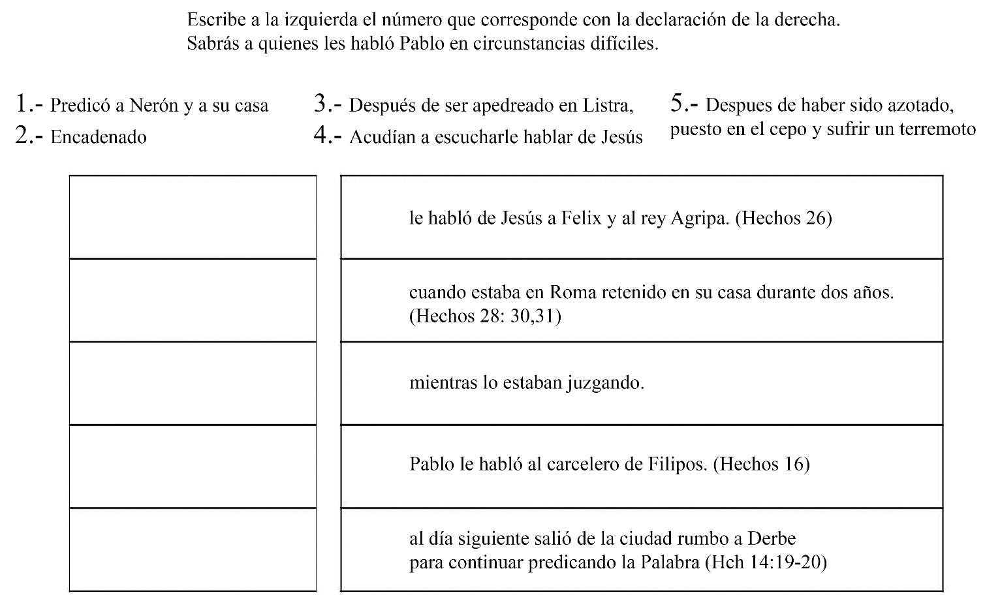 Escribe a la izquierda el número que corresponde con la declaración de la derecha.
Sabrás a quienes les habló Pablo en circunstancias difíciles.
1.- Predicó a Nerón y a su casa
2.- Encadenado
3.- Después de ser apedreado en Listra,
4.- Acudían a escucharle hablar de Jesús
5.- Despues de haber sido azotado,
puesto en el cepo y sufrir un terremoto
le habló de Jesús a Felix y al rey Agripa. (Hechos 26)
cuando estaba en Roma retenido en su casa durante dos años.
(Hechos 28: 30,31)
mientras lo estaban juzgando.
Pablo le habló al carcelero de Filipos. (Hechos 16)
al día siguiente salió de la ciudad rumbo a Derbe
para continuar predicando la Palabra (Hch 14:19-20)